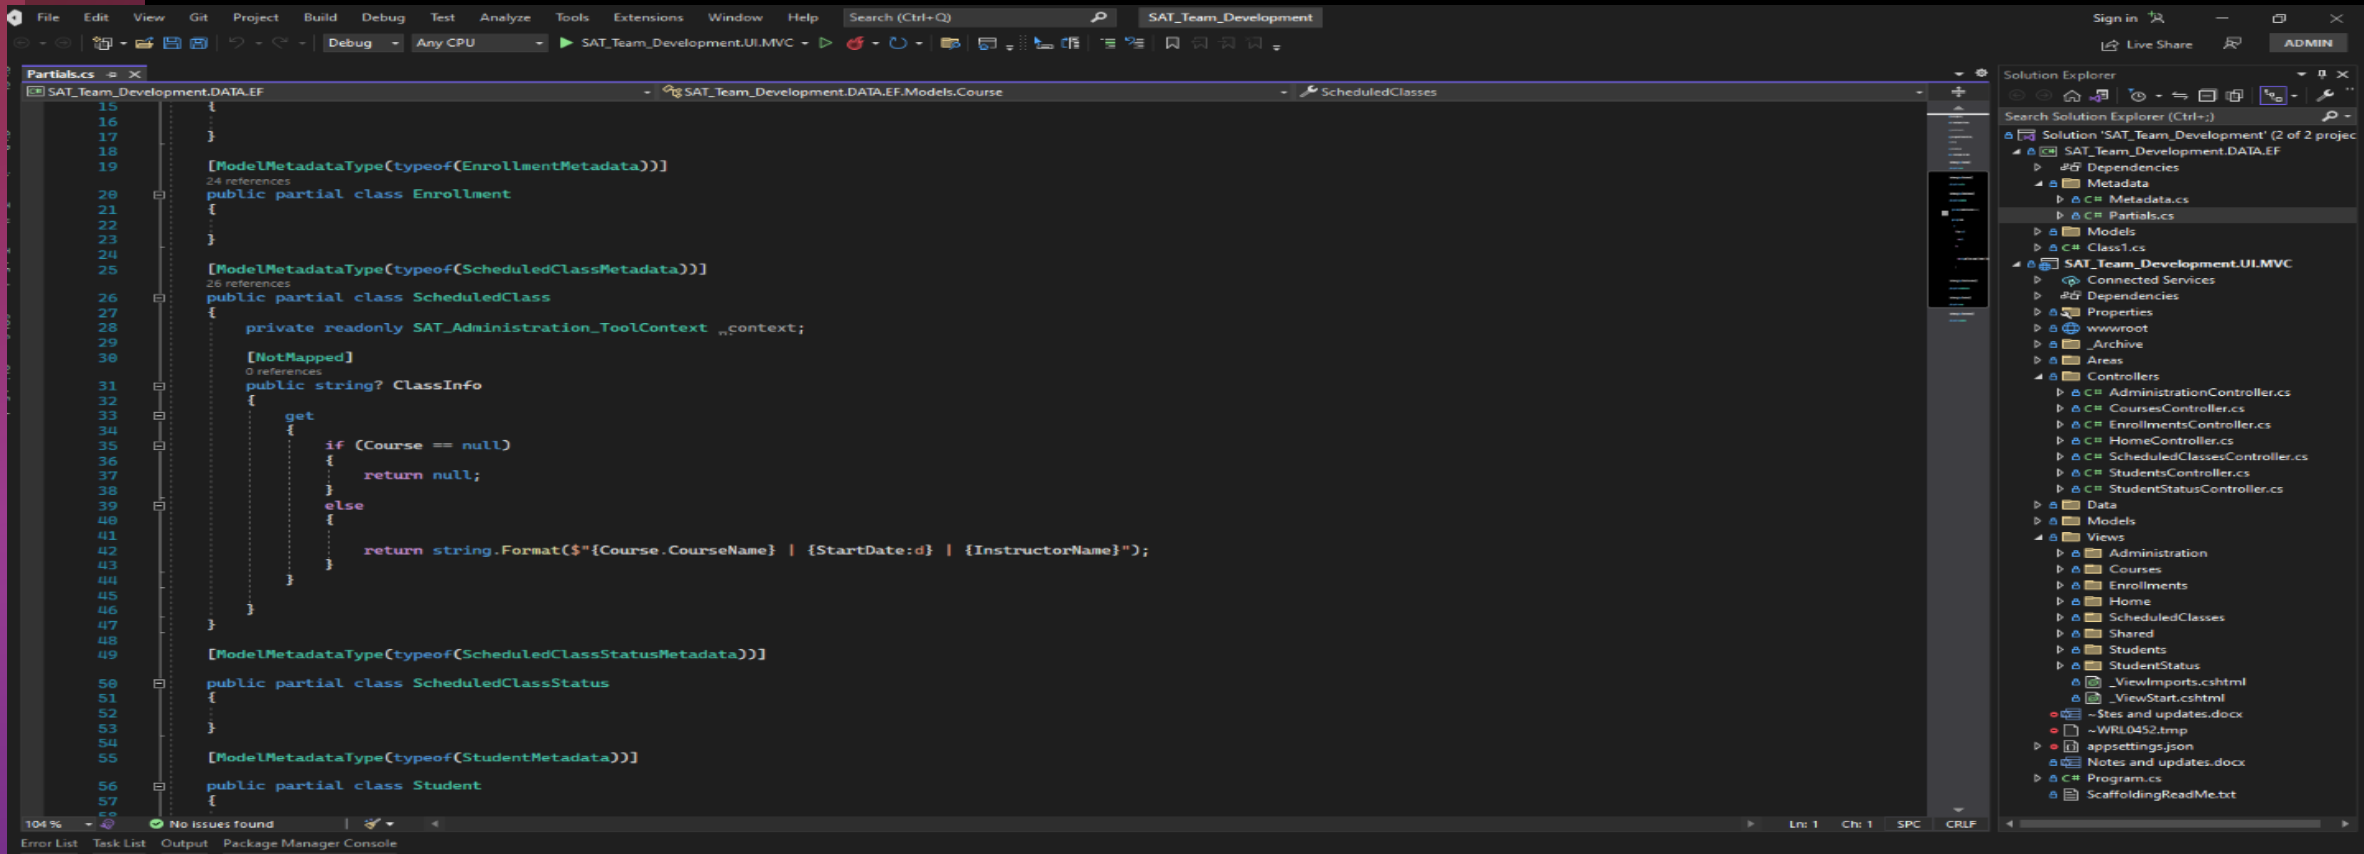 File Edit View Git Project Build Debug Test Analyze Tools Extensions Window Help Search (Ctrl+Q) SAT_Team_Development Sign in
Debug Any CPU SAT_Team_Development.UI.MVC Live Share ADMIN
Partials.cs
SAT_Team_Development.DATA.EF SAT_Team_Development.DATA.EF.Models.Course ScheduledClasses
15 {
16
17 }
18
19 [ModelMetadataType(typeof(EnrollmentMetadata))]
24 references
20 public partial class Enrollment
21 {
22
23 }
24
25 [ModelMetadataType(typeof(ScheduledClassMetadata))]
26 references
26 public partial class ScheduledClass
27 {
28 private readonly SAT_Administration_ToolContext _context;
29
30 [NotMapped]
0 references
31 public string? ClassInfo
32 {
33 get
34 {
35 if (Course == null)
36 {
37 return null;
38 }
39 else
40 {
41
42 return string.Format($"{Course.CourseName} | {StartDate:d} | {InstructorName}");
43 }
44 }
45
46 }
47 }
48
49 [ModelMetadataType(typeof(ScheduledClassStatusMetadata))]
50 public partial class ScheduledClassStatus
51 {
52
53 }
54
55 [ModelMetadataType(typeof(StudentMetadata))]
56 public partial class Student
57 {
58
104 % No issues found Ln: 1 Ch: 1 SPC CRLF
Error List Task List Output Package Manager Console
Solution Explorer
Search Solution Explorer (Ctrl+;)
Solution 'SAT_Team_Development' (2 of 2 projec
C# SAT_Team_Development.DATA.EF
Dependencies
Metadata
C# Metadata.cs
C# Partials.cs
Models
C# Class1.cs
SAT_Team_Development.UI.MVC
Connected Services
Dependencies
Properties
wwwroot
_Archive
Areas
Controllers
C# AdministrationController.cs
C# CoursesController.cs
C# EnrollmentsController.cs
C# HomeController.cs
C# ScheduledClassesController.cs
C# StudentsController.cs
C# StudentStatusController.cs
Data
Models
Views
Administration
Courses
Enrollments
Home
ScheduledClasses
Shared
Students
StudentStatus
_ViewImports.cshtml
_ViewStart.cshtml
~$tes and updates.docx
~WRL0452.tmp
appsettings.json
Notes and updates.docx
C# Program.cs
ScaffoldingReadMe.txt